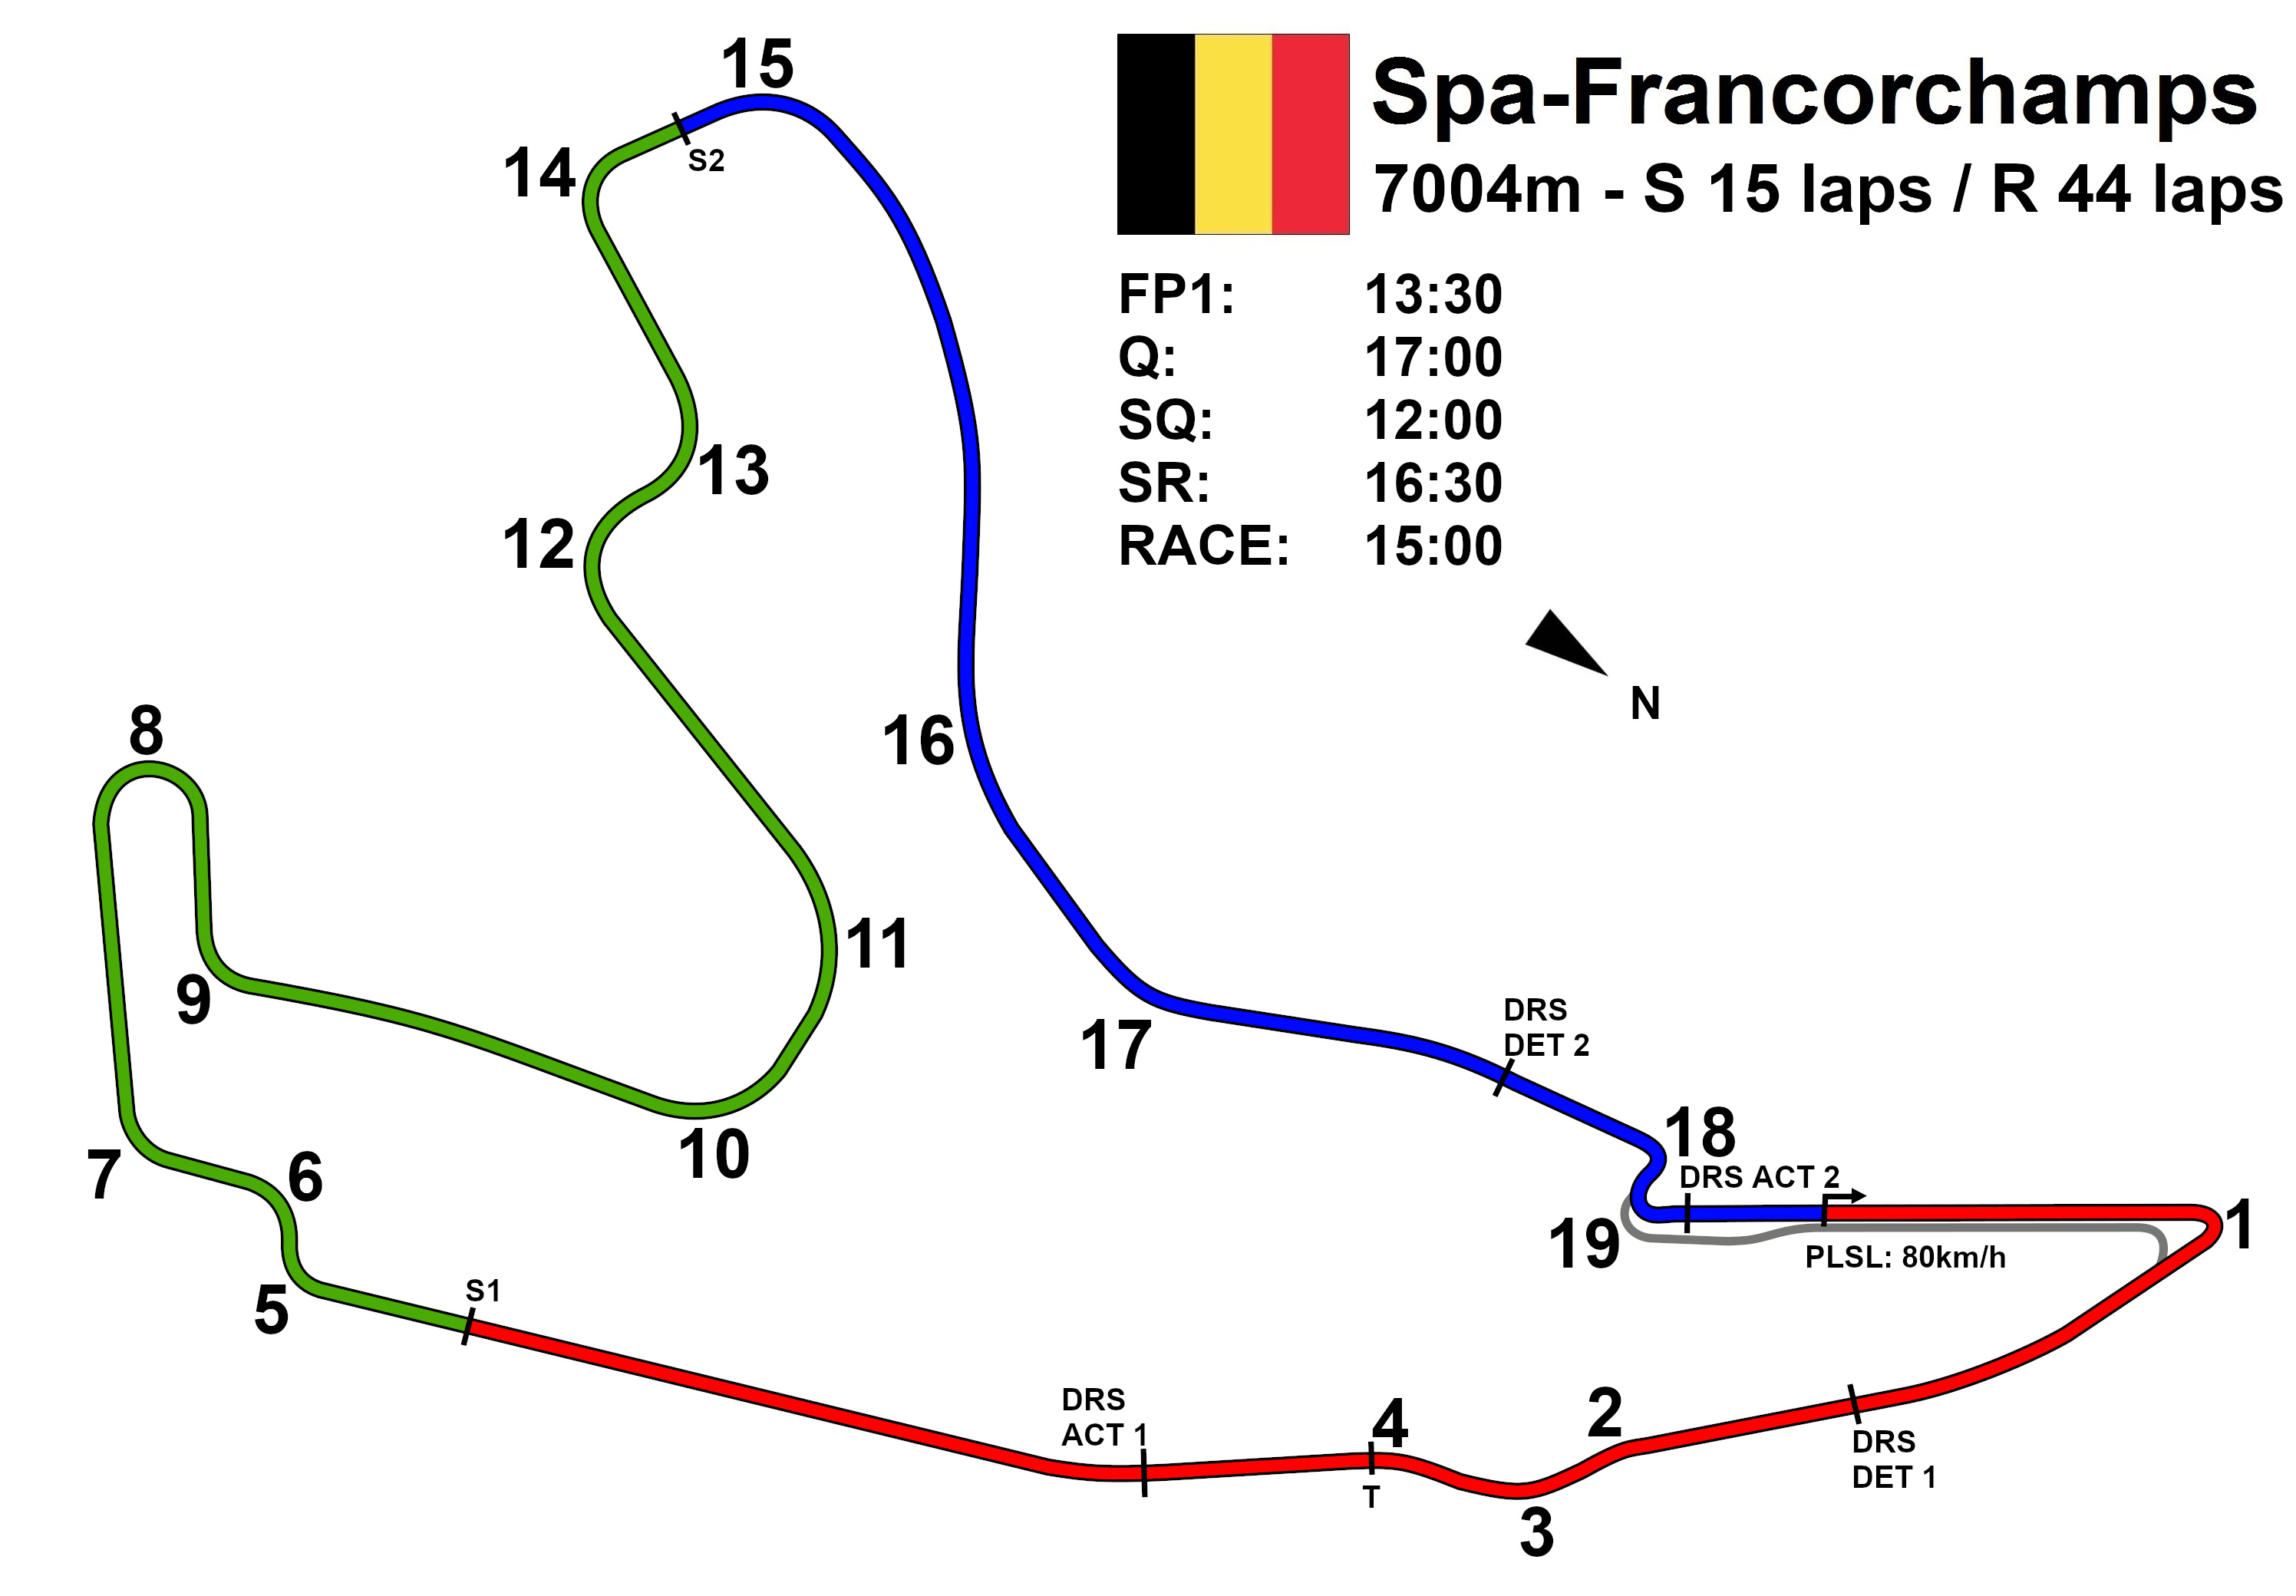 Spa-Francorchamps
7004m - S 15 laps / R 44 laps
FP1: 13:30
Q: 17:00
SQ: 12:00
SR: 16:30
RACE: 15:00
N
15
S2
14
13
12
16
8
11
9
17
10
7
6
5
S1
DRS
DET 2
18
DRS ACT 2
19
PLSL: 80km/h
1
DRS
ACT 1
4
T
3
2
DRS
DET 1